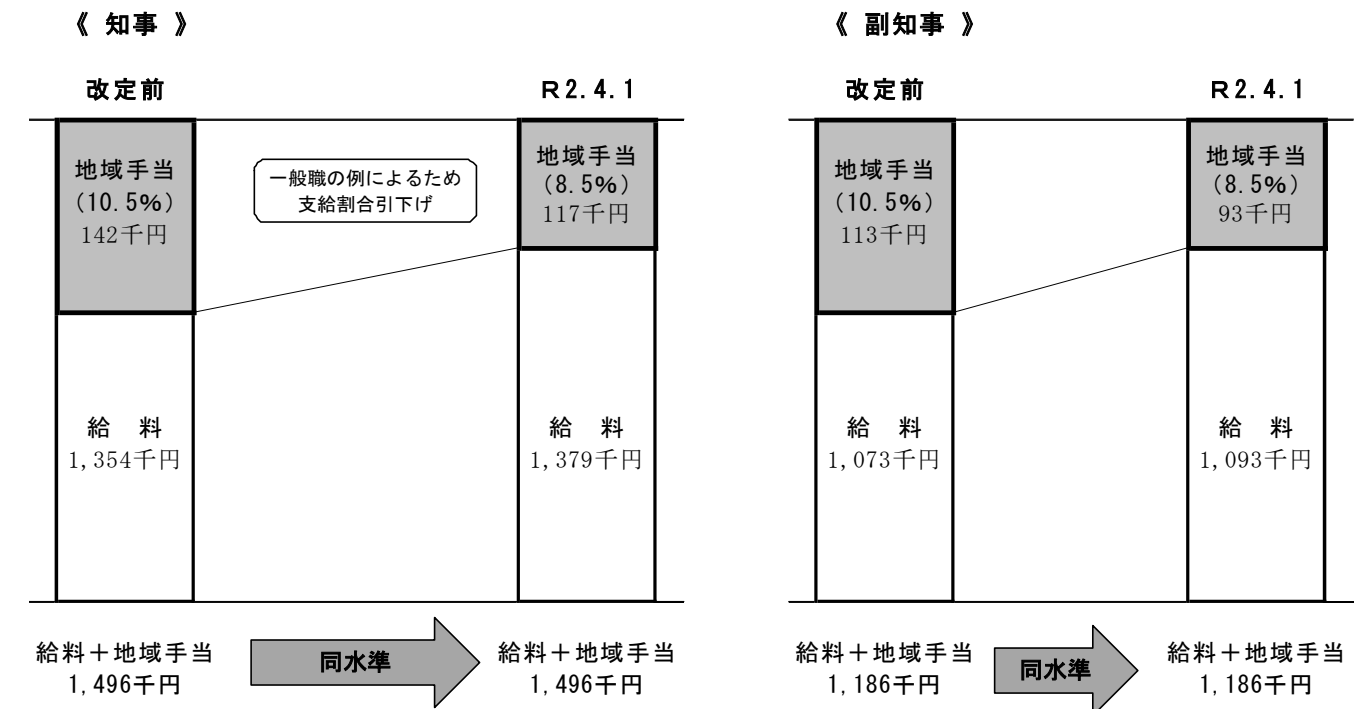 《 知事 》
改定前
R2.4.1
地域手当
(10.5%)
142千円
一般職の例によるため
支給割合引下げ
地域手当
(8.5%)
117千円
給 料
1,354千円
給 料
1,379千円
給料+地域手当
1,496千円
同水準
給料+地域手当
1,496千円
《 副知事 》
改定前
R2.4.1
地域手当
(10.5%)
113千円
地域手当
(8.5%)
93千円
給 料
1,073千円
給 料
1,093千円
給料+地域手当
1,186千円
同水準
給料+地域手当
1,186千円